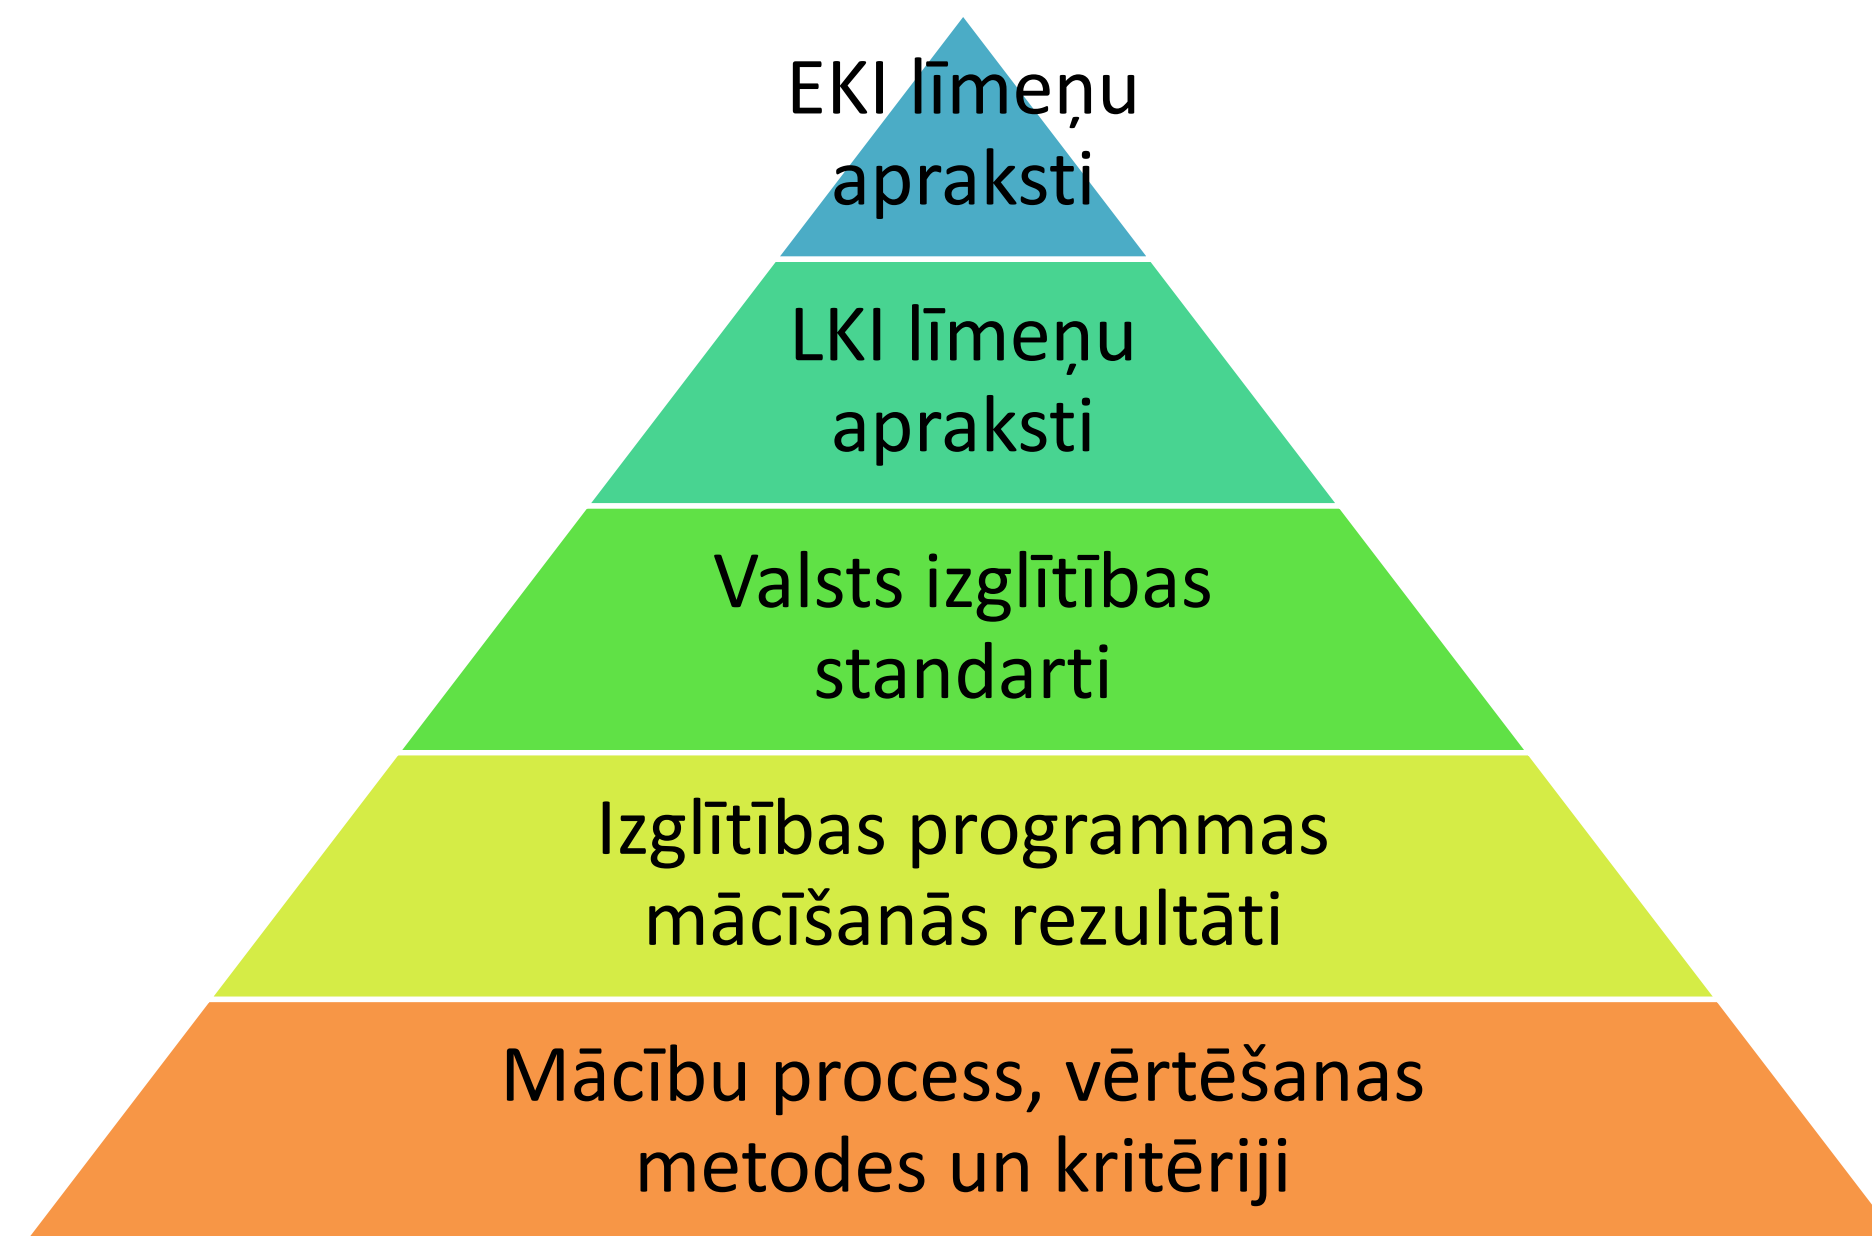 EKI līmeņu
apraksti
LKI līmeņu
apraksti
Valsts izglītības
standarti
Izglītības programmas
mācīšanās rezultāti
Mācību process, vērtēšanas
metodes un kritēriji